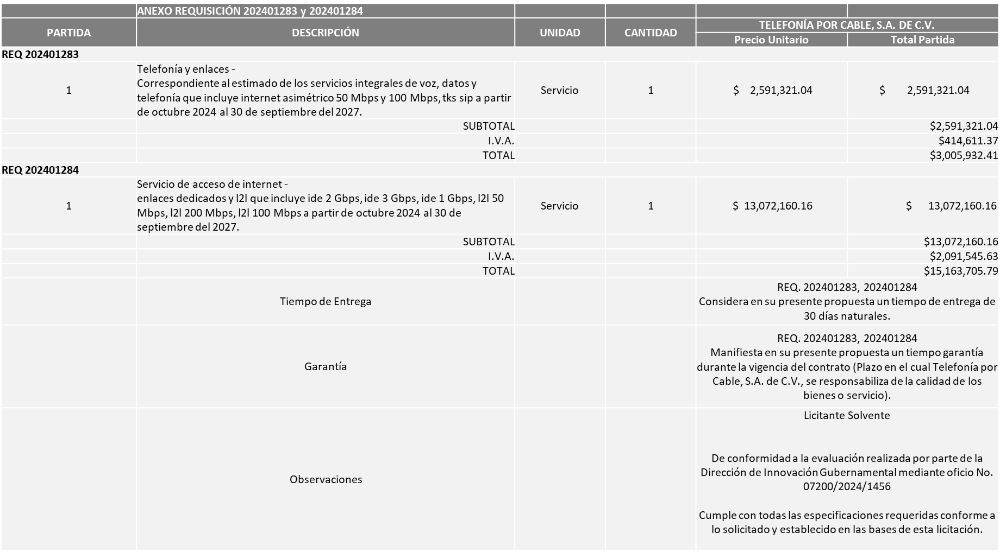 ANEXO REQUISICIÓN 202401283 y 202401284
PARTIDA DESCRIPCIÓN UNIDAD CANTIDAD TELEFONÍA POR CABLE, S.A. DE C.V.
Precio Unitario Total Partida
REQ 202401283
1
Telefonía y enlaces -
Correspondiente al estimado de los servicios integrales de voz, datos y
telefonía que incluye internet asimétrico 50 Mbps y 100 Mbps, tks sip a partir
de octubre 2024 al 30 de septiembre del 2027.
Servicio 1 $ 2,591,321.04 $ 2,591,321.04
SUBTOTAL $2,591,321.04
I.V.A. $414,611.37
TOTAL $3,005,932.41
REQ 202401284
1
Servicio de acceso de internet -
enlaces dedicados y l2l que incluye ide 2 Gbps, ide 3 Gbps, ide 1 Gbps, l2l 50
Mbps, l2l 200 Mbps, l2l 100 Mbps a partir de octubre 2024 al 30 de
septiembre del 2027.
Servicio 1 $ 13,072,160.16 $ 13,072,160.16
SUBTOTAL $13,072,160.16
I.V.A. $2,091,545.63
TOTAL $15,163,705.79
Tiempo de Entrega
REQ. 202401283, 202401284
Considera en su presente propuesta un tiempo de entrega de
30 días naturales.
Garantía
REQ. 202401283, 202401284
Manifiesta en su presente propuesta un tiempo garantía
durante la vigencia del contrato (Plazo en el cual Telefonía por
Cable, S.A. de C.V., se responsabiliza de la calidad de los
bienes o servicio).
Observaciones
Licitante Solvente
De conformidad a la evaluación realizada por parte de la
Dirección de Innovación Gubernamental mediante oficio No.
07200/2024/1456
Cumple con todas las especificaciones requeridas conforme a
lo solicitado y establecido en las bases de esta licitación.